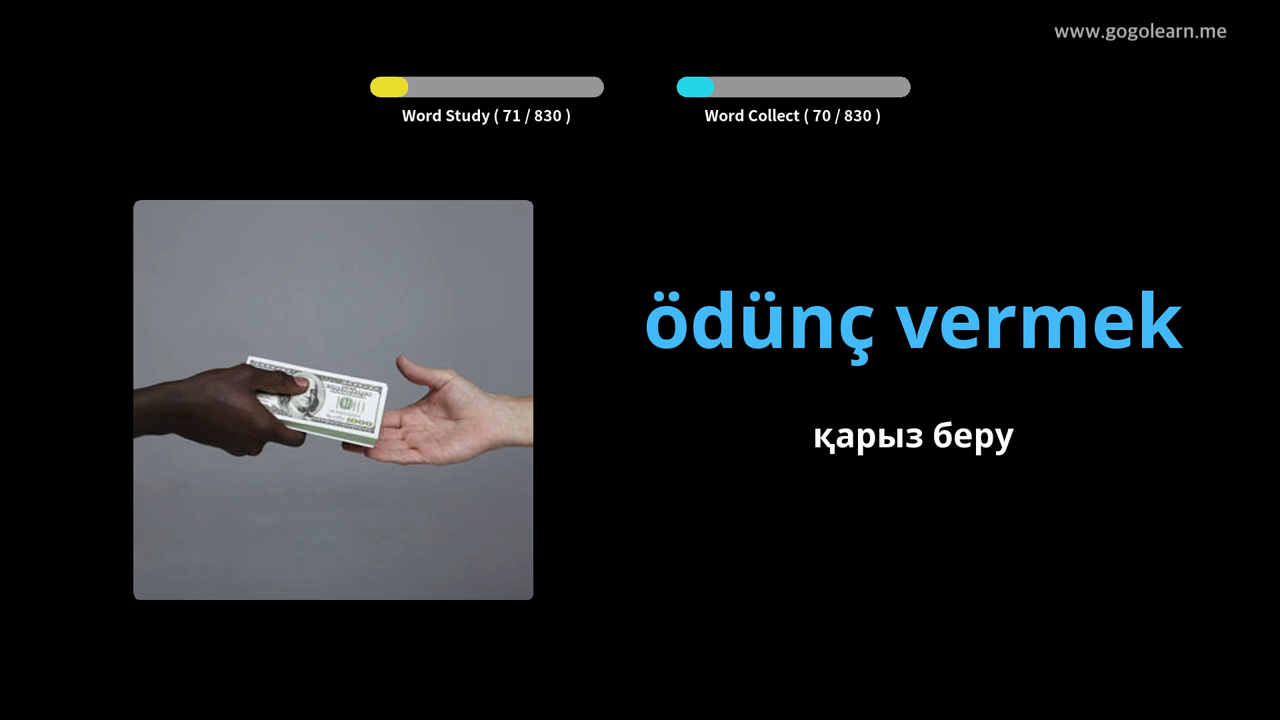 www.gogolearn.me
Word Study ( 71 / 830 )
Word Collect ( 70 / 830 )
ödünç vermek
қарыз беру